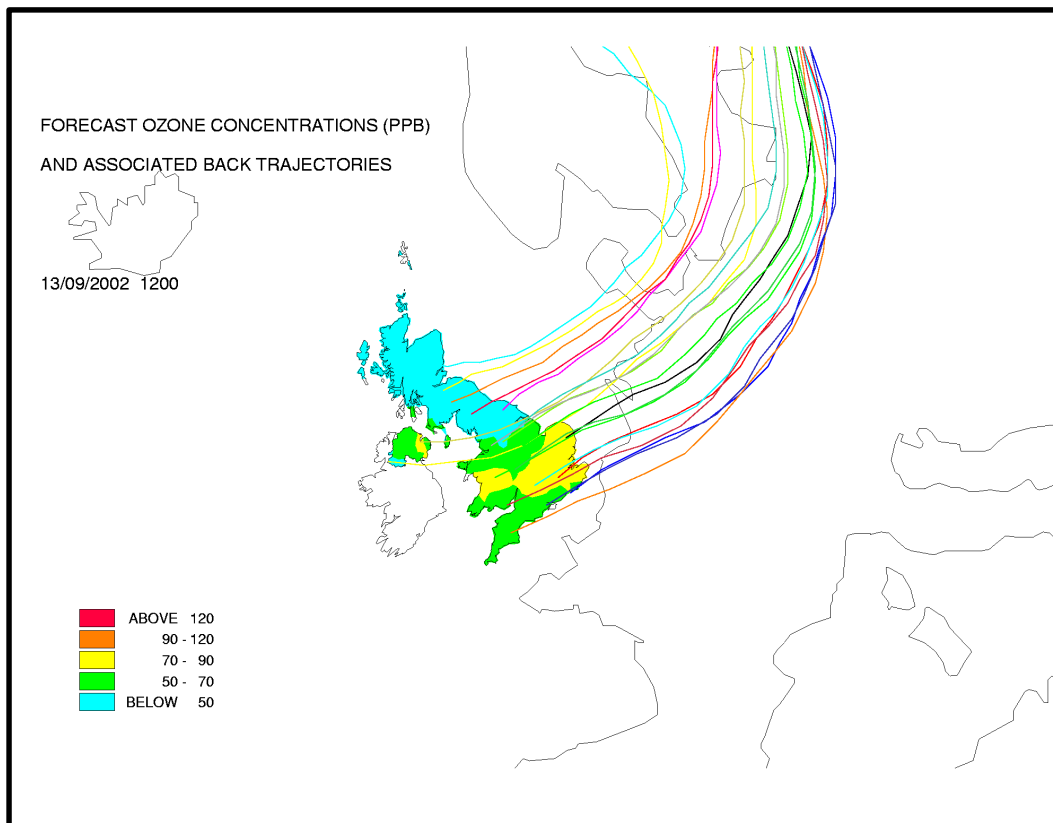 FORECAST OZONE CONCENTRATIONS (PPB)
AND ASSOCIATED BACK TRAJECTORIES
13/09/2002 1200
ABOVE 120
90 - 120
70 - 90
50 - 70
BELOW 50